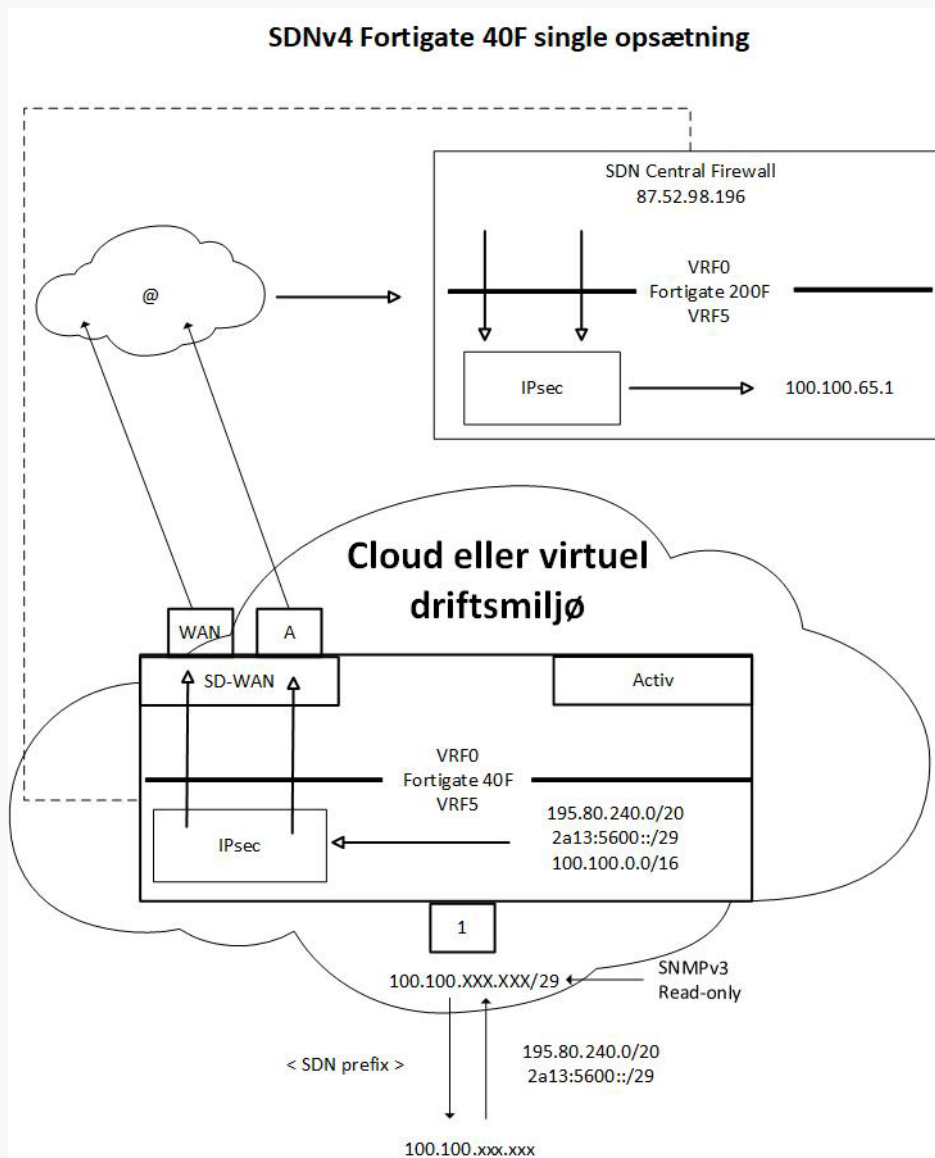 SDNv4 Fortigate 40F single opsætning
SDN Central Firewall
87.52.98.196
@
VRF0
Fortigate 200F
VRF5
IPsec
100.100.65.1
Cloud eller virtuel
driftsmiljø
WAN
A
SD-WAN
Activ
VRF0
Fortigate 40F
VRF5
195.80.240.0/20
2a13:5600::/29
100.100.0.0/16
IPsec
1
100.100.XXX.XXX/29
SNMPv3
Read-only
< SDN prefix >
195.80.240.0/20
2a13:5600::/29
100.100.xxx.xxx